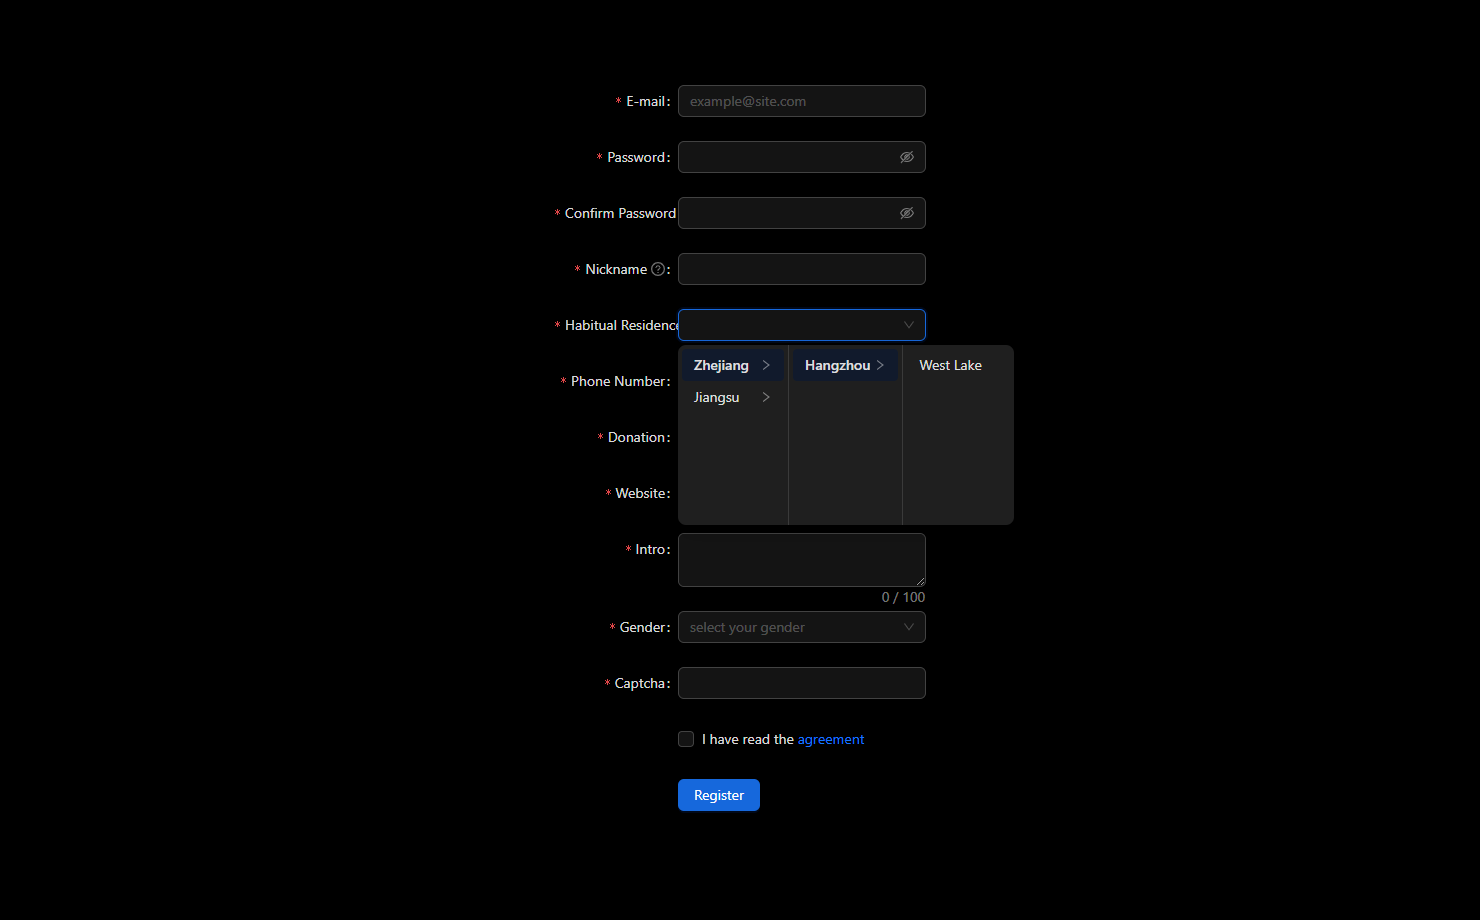 * E-mail: example@site.com
* Password:
* Confirm Password
* Nickname ?:
* Habitual Residence
Zhejiang Hangzhou West Lake
* Phone Number:
Jiangsu
* Donation:
* Website:
* Intro:
0 / 100
* Gender: select your gender
* Captcha:
I have read the agreement
Register